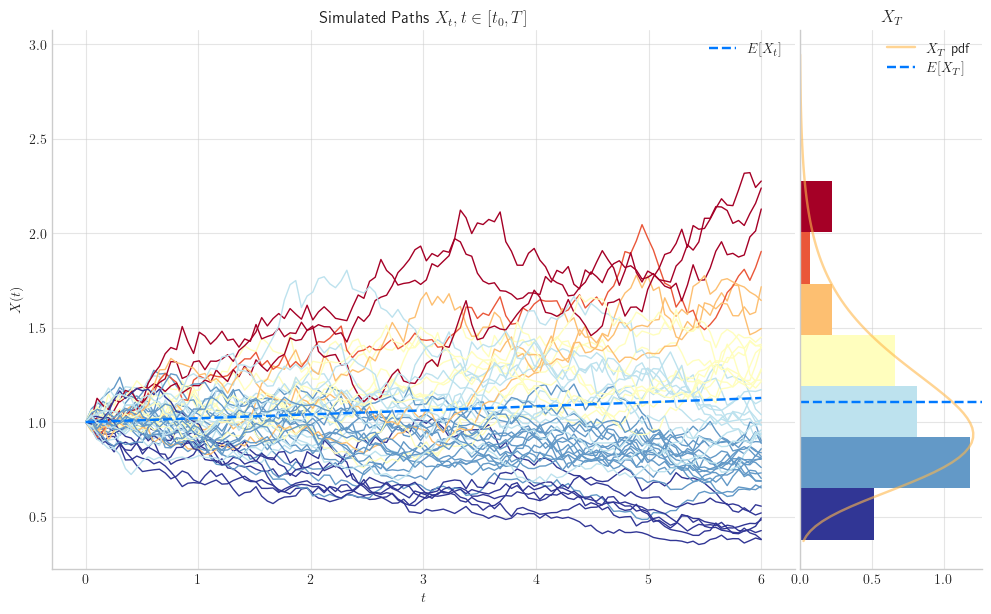 Simulated Paths $X_t, t \in [t_0, T]$
$X_T$
3.0
2.5
2.0
1.5
1.0
0.5
$X(t)$
0 1 2 3 4 5 6
$t$
$E[X_t]$
$X_T$ pdf
$E[X_T]$
0.0 0.5 1.0